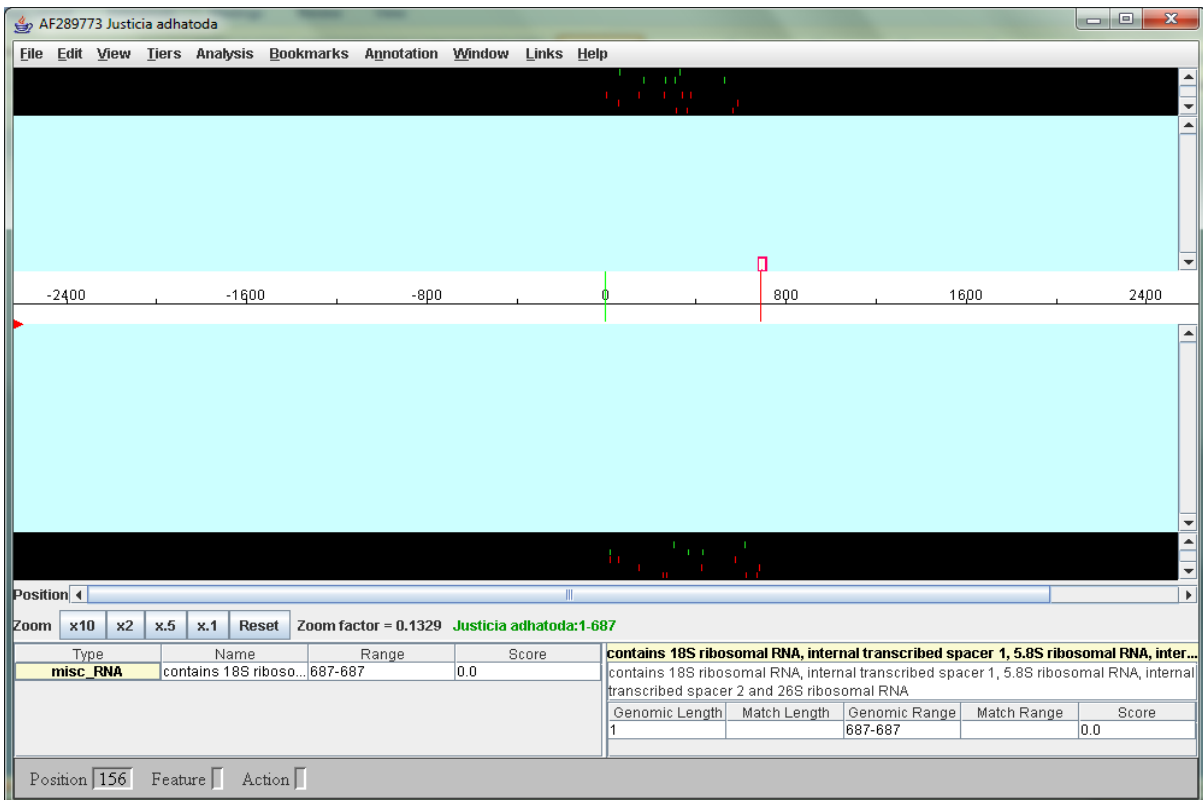 AF289773 Justicia adhatoda
File Edit View Tiers Analysis Bookmarks Annotation Window Links Help
-2400 -1600 -800 0 800 1600 2400
Position
Zoom x10 x2 x.5 x.1 Reset Zoom factor = 0.1329 Justicia adhatoda:1-687
Type Name Range Score
misc_RNA contains 18S riboso... 687-687 0.0
contains 18S ribosomal RNA, internal transcribed spacer 1, 5.8S ribosomal RNA, inter...
contains 18S ribosomal RNA, internal transcribed spacer 1, 5.8S ribosomal RNA, internal
transcribed spacer 2 and 26S ribosomal RNA
Genomic Length Match Length Genomic Range Match Range Score
1 687-687 0.0
Position 156 Feature Action